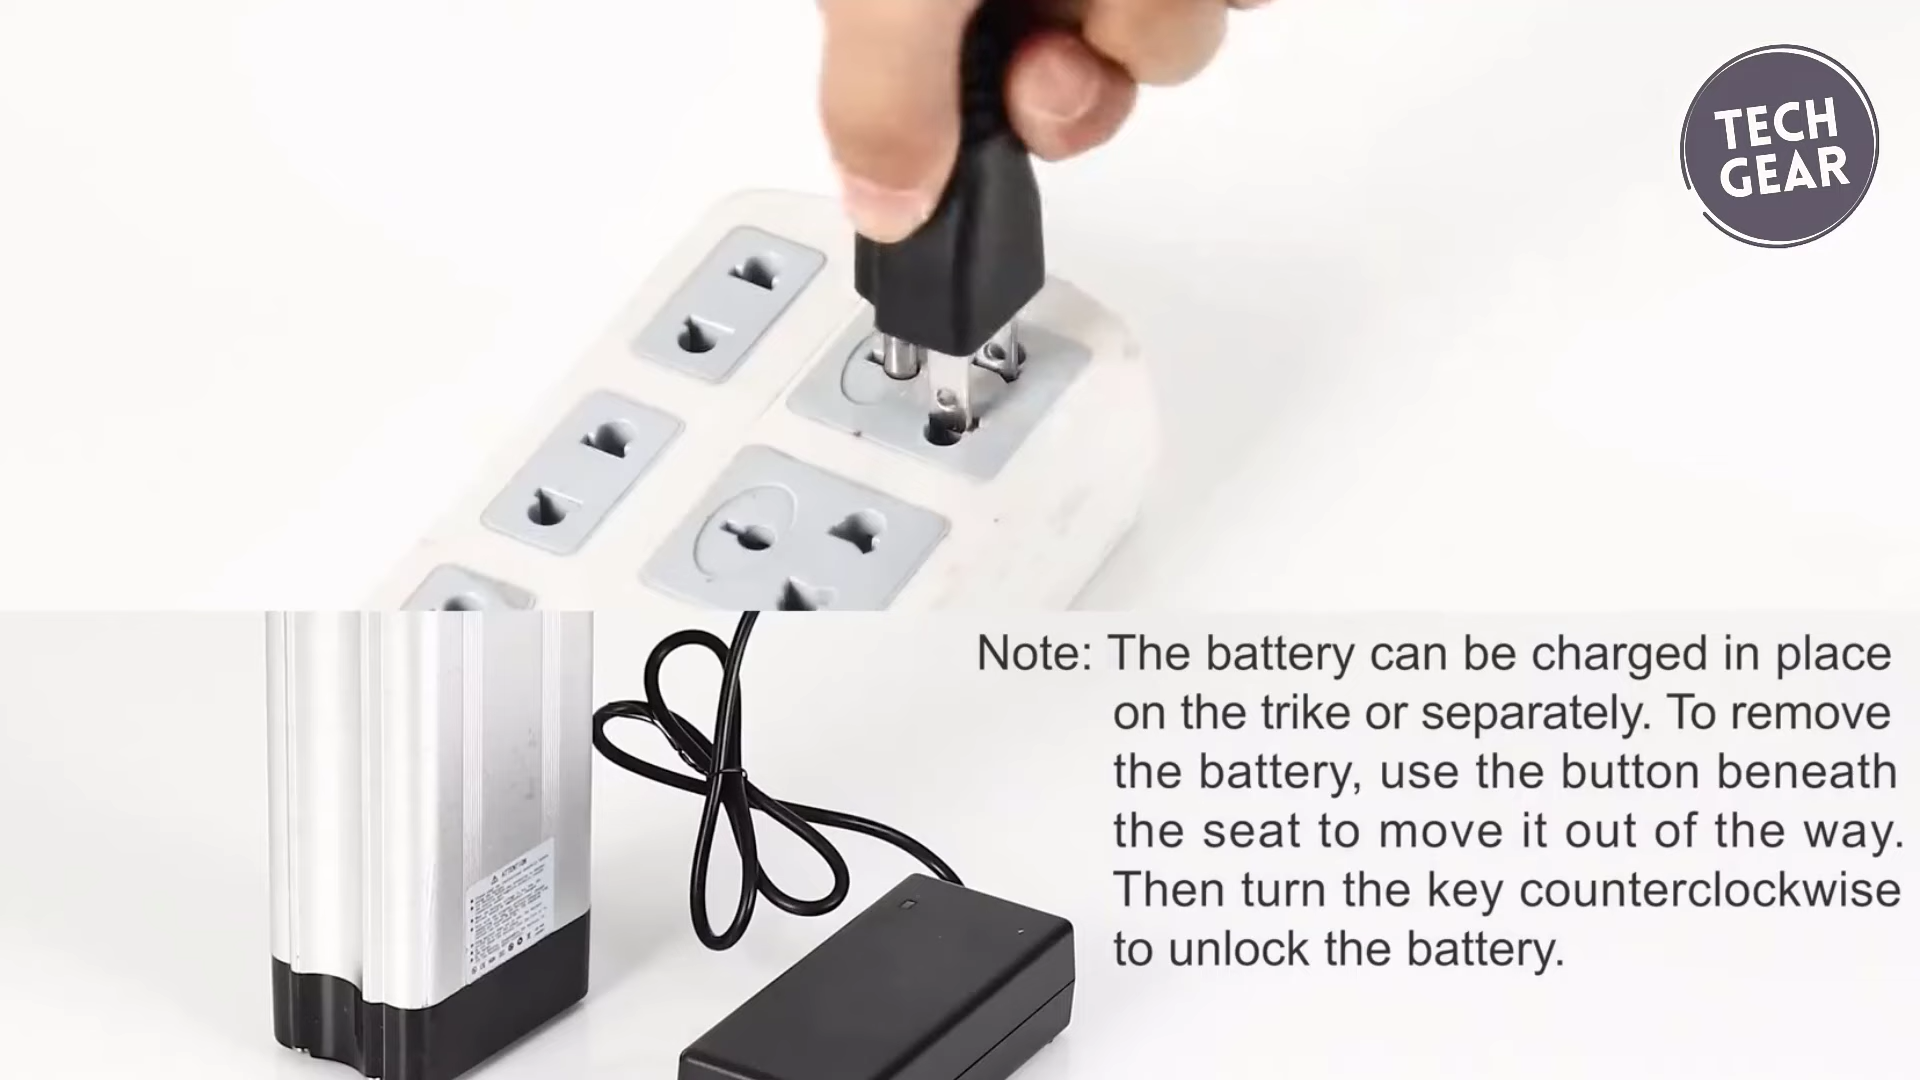 TECH
GEAR
Note: The battery can be charged in place
on the trike or separately. To remove
the battery, use the button beneath
the seat to move it out of the way.
Then turn the key counterclockwise
to unlock the battery.
ATTENTION